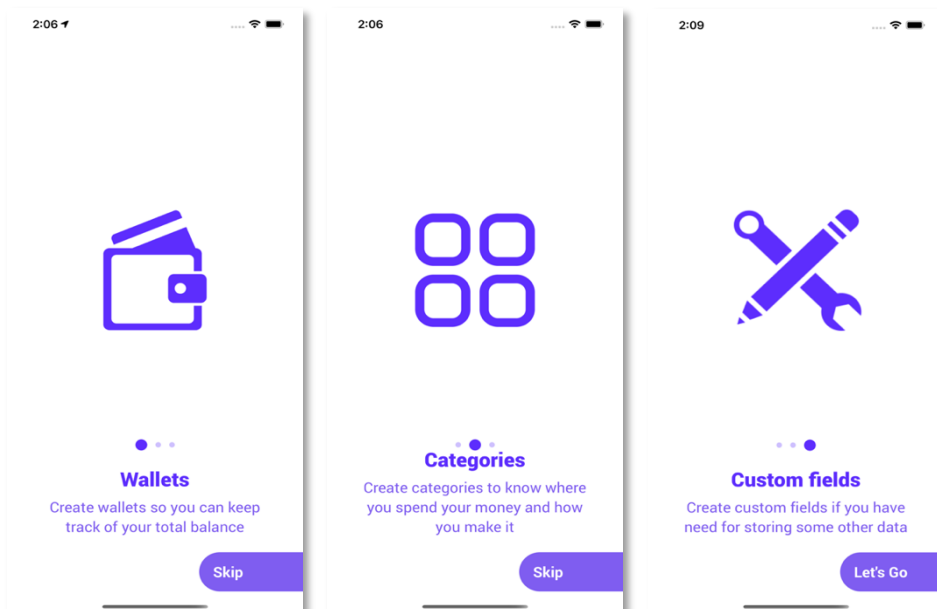 2:06
Wallets
Create wallets so you can keep
track of your total balance
Skip
2:06
Categories
Create categories to know where
you spend your money and how
you make it
Skip
2:09
Custom fields
Create custom fields if you have
need for storing some other data
Let's Go